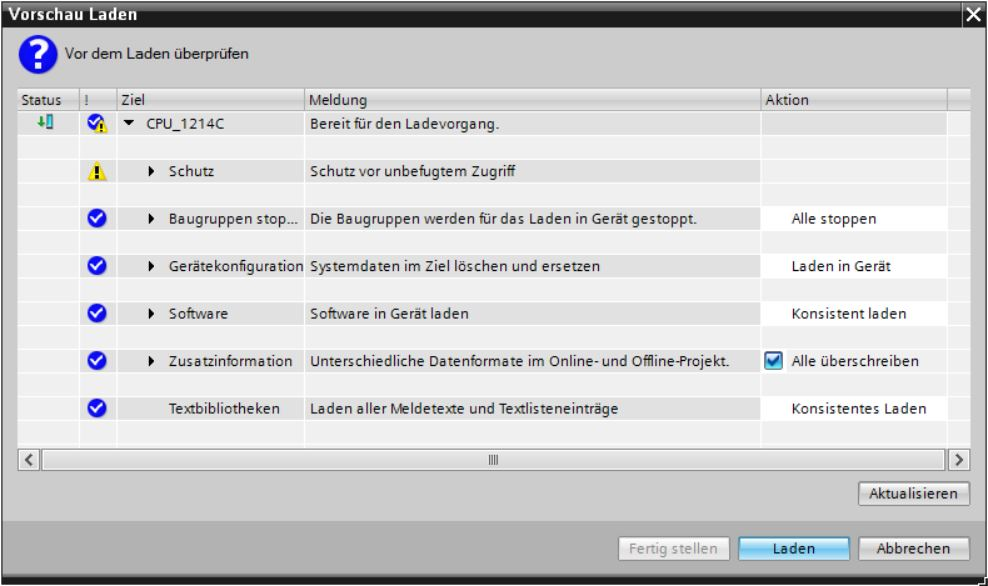 Vorschau Laden
Vor dem Laden überprüfen
Status ! Ziel Meldung Aktion
CPU_1214C Bereit für den Ladevorgang.
Schutz Schutz vor unbefugtem Zugriff
Baugruppen stop... Die Baugruppen werden für das Laden in Gerät gestoppt. Alle stoppen
Gerätekonfiguration Systemdaten im Ziel löschen und ersetzen Laden in Gerät
Software Software in Gerät laden Konsistent laden
Zusatzinformation Unterschiedliche Datenformate im Online- und Offline-Projekt. Alle überschreiben
Textbibliotheken Laden aller Meldetexte und Textlisteneinträge Konsistentes Laden
Aktualisieren
Fertig stellen Laden Abbrechen